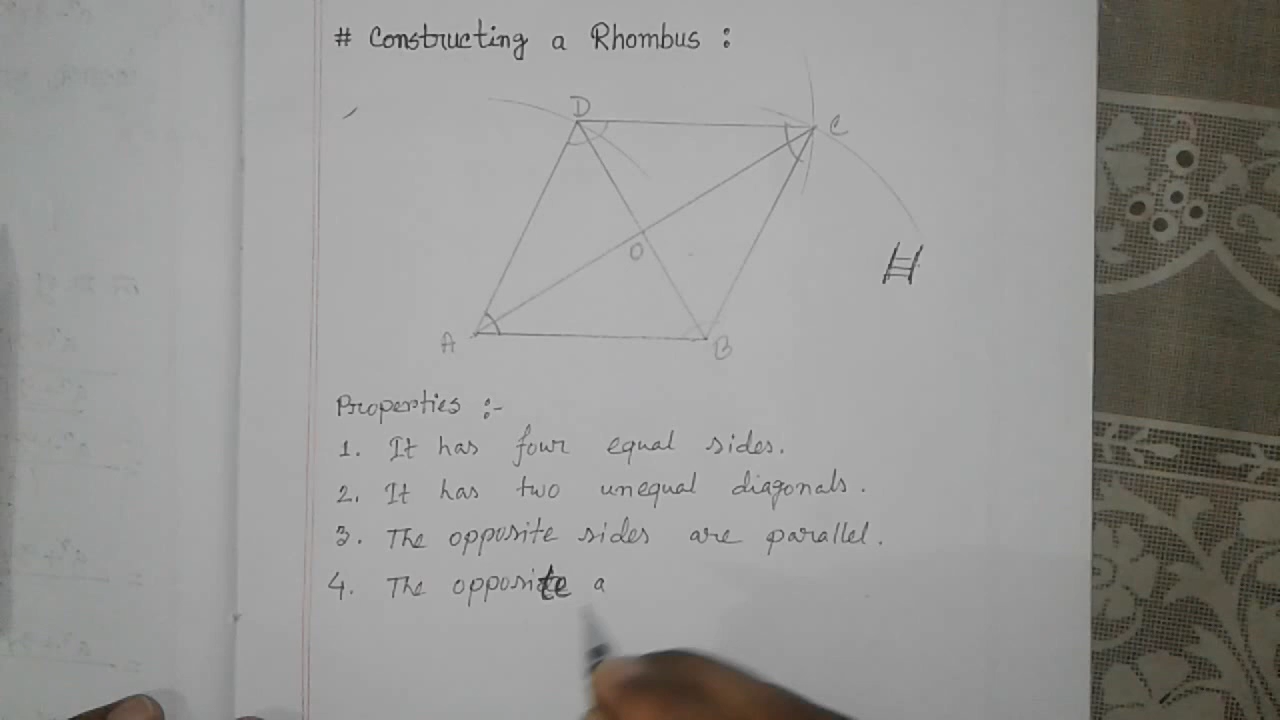 # Constructing a Rhombus :
D
C
O
A
B
Properties :-
1. It has four equal sides.
2. It has two unequal diagonals.
3. The opposite sides are parallel.
4. The opposite a